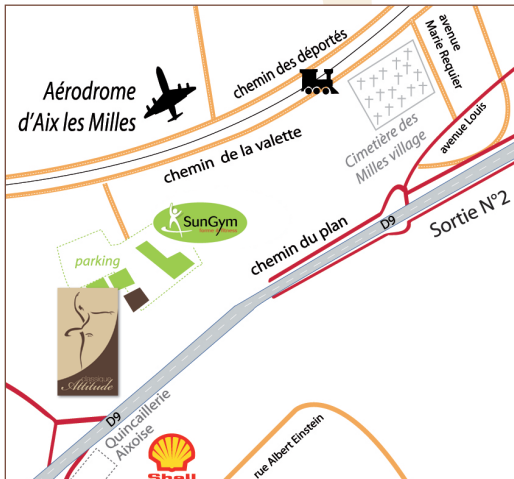 Aérodrome
d'Aix les Milles
chemin des déportés
chemin de la valette
avenue
Marie Requier
Cimetière des
Milles village
avenue Louis
SunGym
parking
chemin du plan
D9
Sortie N°2
Attitude
D9
Quincaillerie
Aixoise
Shell
rue Albert Einstein